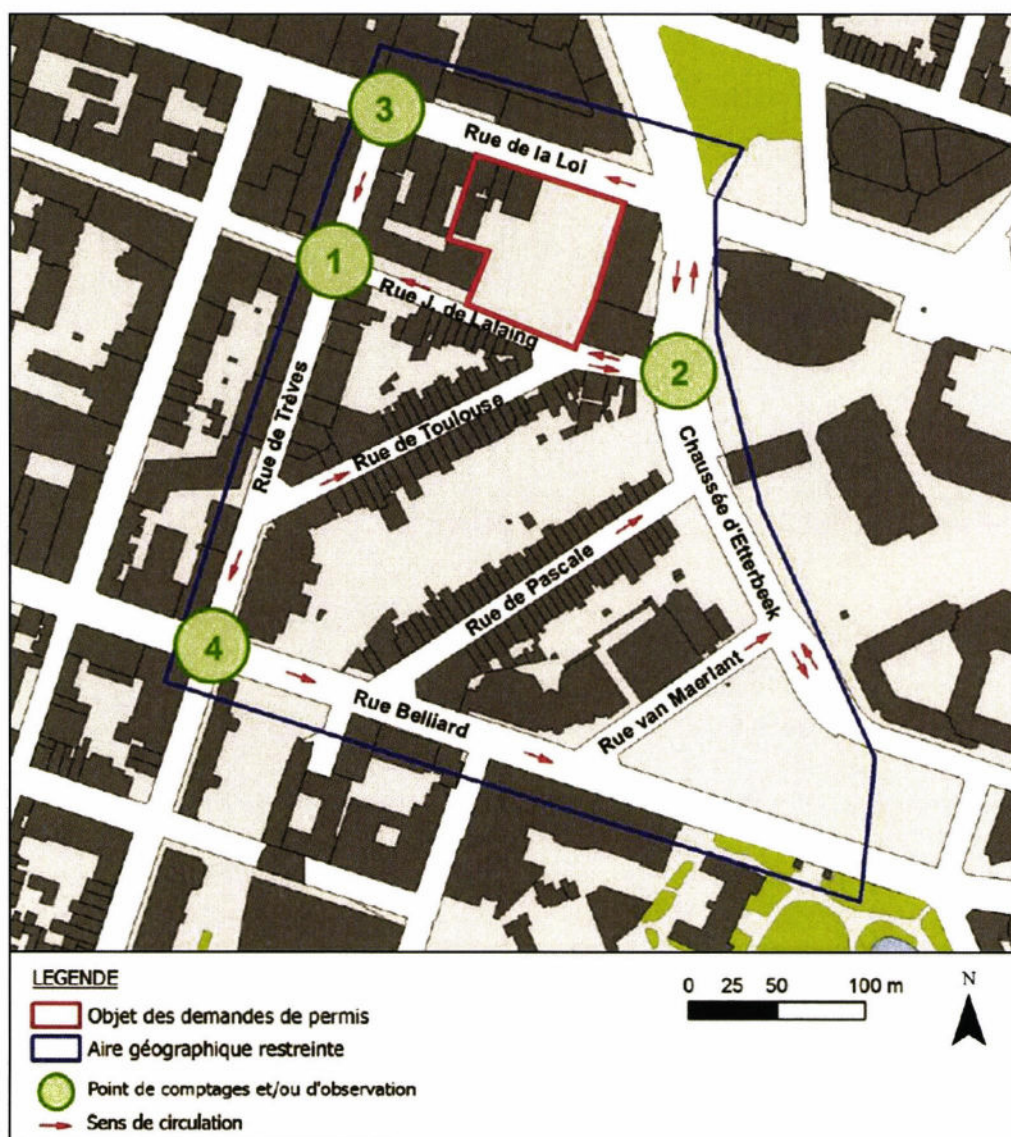 3
Rue de la Loi
1
Rue J. de Lalaing
2
Rue de Trèves
Rue de Toulouse
Chaussée d'Etterbeek
Rue de Pascale
4
Rue van Maerlant
Rue Belliard
LEGENDE
Objet des demandes de permis
Aire géographique restreinte
Point de comptages et/ou d'observation
Sens de circulation
0 25 50 100 m
N